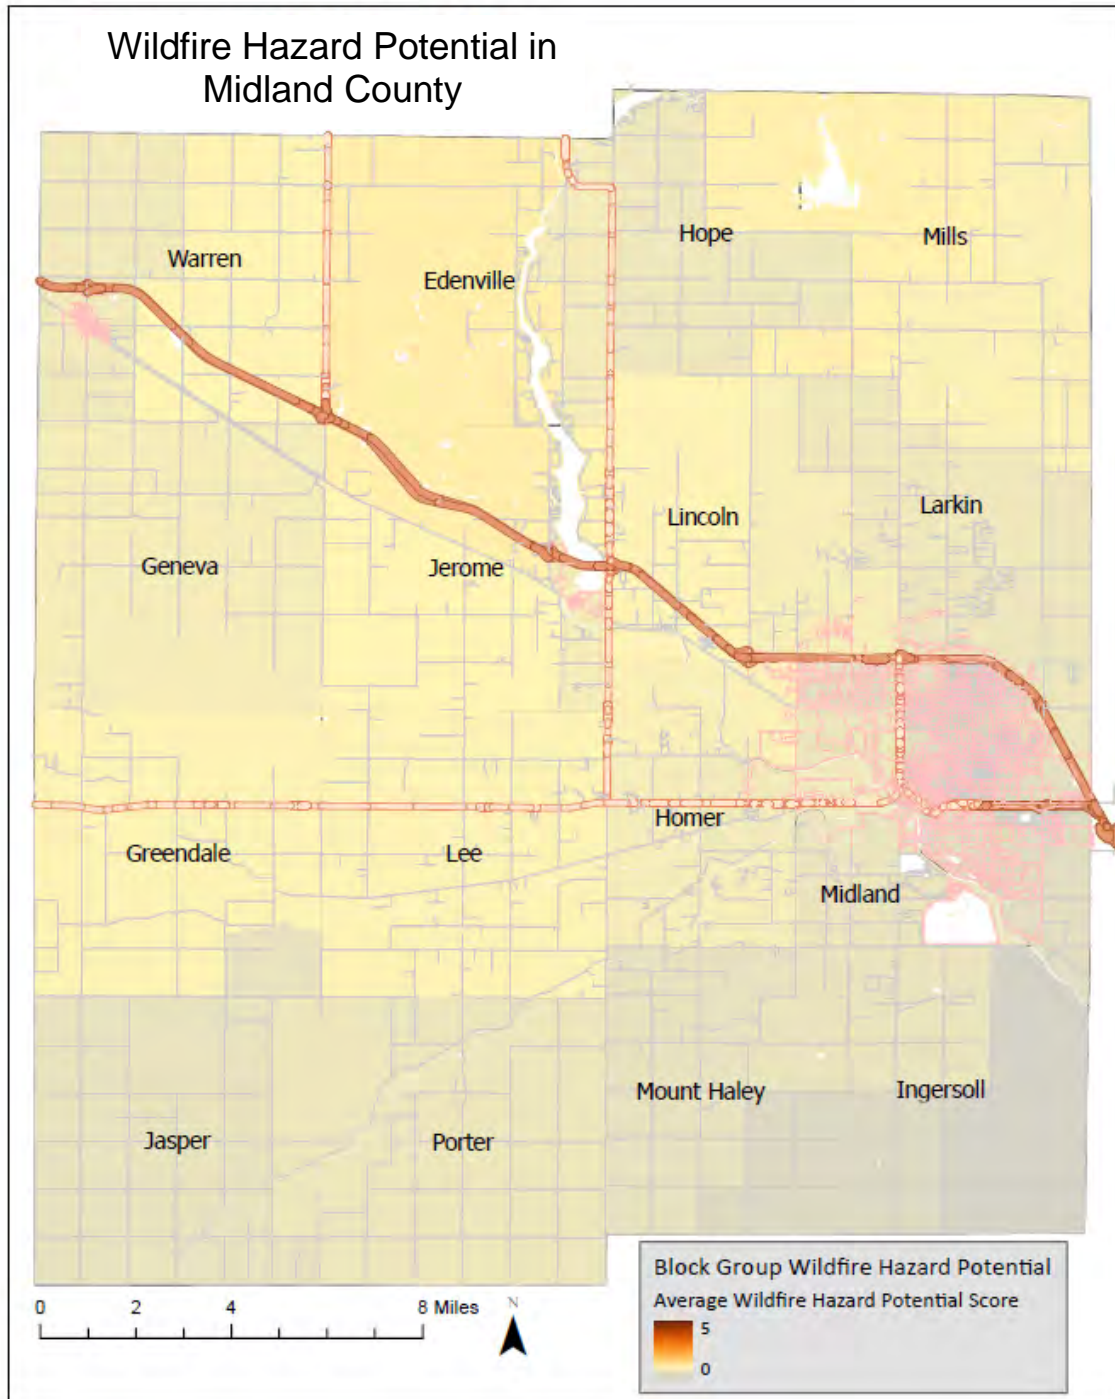 Wildfire Hazard Potential in
Midland County
Hope
Mills
Warren
Edenville
Lincoln
Larkin
Geneva
Jerome
Homer
Greendale
Lee
Midland
Mount Haley
Ingersoll
Jasper
Porter
Block Group Wildfire Hazard Potential
Average Wildfire Hazard Potential Score
5
0
0 2 4 8 Miles
N